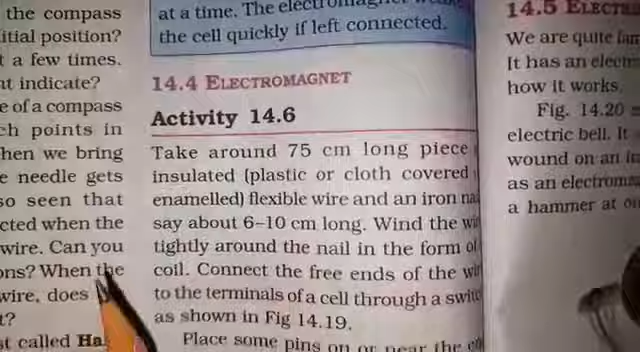 the compass
itial position?
a few times.
indicate?
e of a compass
ch points in
hen we bring
e needle gets
so seen that
cted when the
wire. Can you
ons? When the
wire, does
t?
st called Ha
at a time. The electromagnet
the cell quickly if left connected.
14.4 ELECTROMAGNET
Activity 14.6
Take around 75 cm long piece
insulated (plastic or cloth covered
enamelled) flexible wire and an iron na
say about 6–10 cm long. Wind the wi
tightly around the nail in the form of
coil. Connect the free ends of the wi
to the terminals of a cell through a switc
as shown in Fig 14.19.
Place some pins on or near the
14.5 ELECTR
We are quite fam
It has an electr
how it works.
Fig. 14.20
electric bell. It
wound on an i
as an electroma
a hammer at o